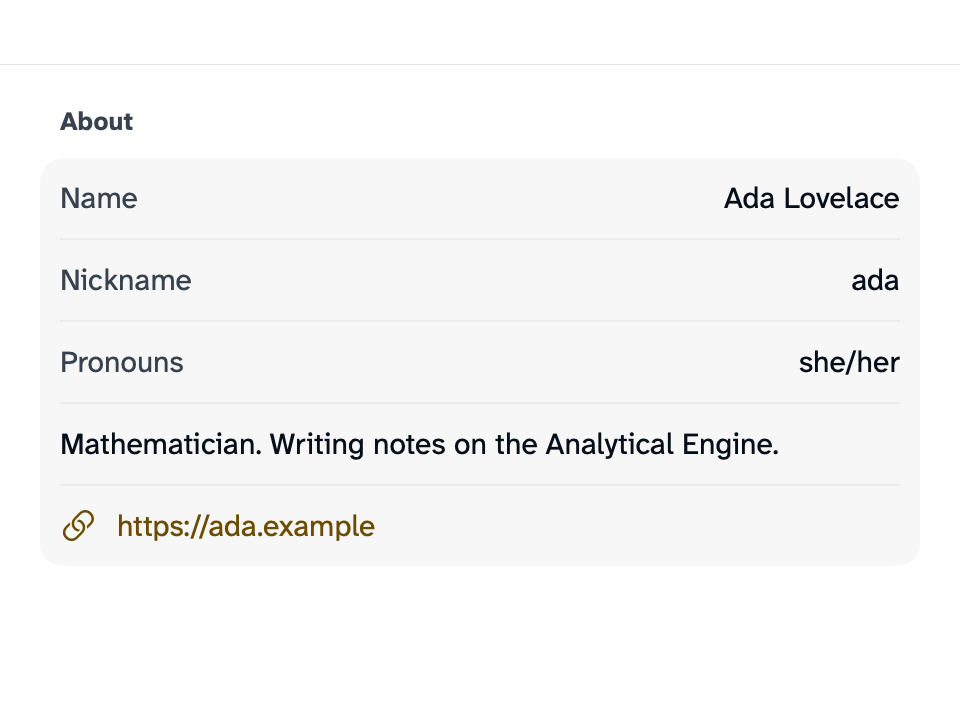 About
Name Ada Lovelace
Nickname ada
Pronouns she/her
Mathematician. Writing notes on the Analytical Engine.
https://ada.example